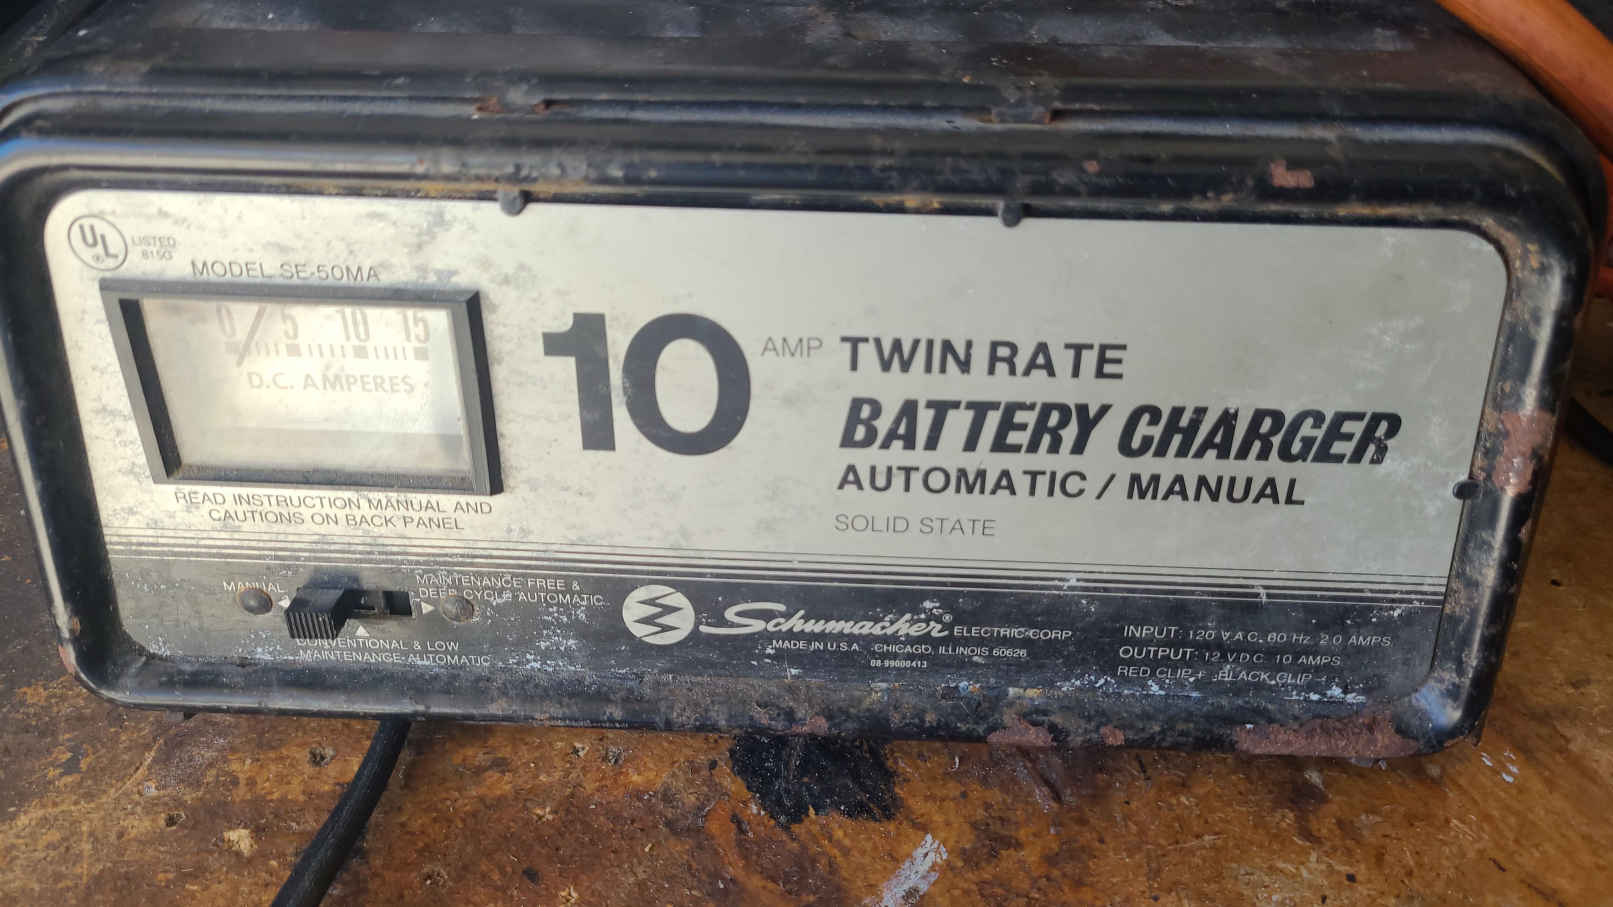 UL
®
LISTED
815G
MODEL SE-50MA
0 5 10 15
D.C. AMPERES
READ INSTRUCTION MANUAL AND
CAUTIONS ON BACK PANEL
10 AMP TWIN RATE
BATTERY CHARGER
AUTOMATIC / MANUAL
SOLID STATE
MANUAL
MAINTENANCE FREE &
DEEP CYCLE AUTOMATIC
CONVENTIONAL & LOW
MAINTENANCE AUTOMATIC
Schumacher® ELECTRIC CORP.
MADE IN U.S.A. CHICAGO, ILLINOIS 60626
08-99000413
INPUT: 120 V.A.C. 60 Hz. 2.0 AMPS.
OUTPUT: 12 V.D.C. 10 AMPS.
RED CLIP + BLACK CLIP -